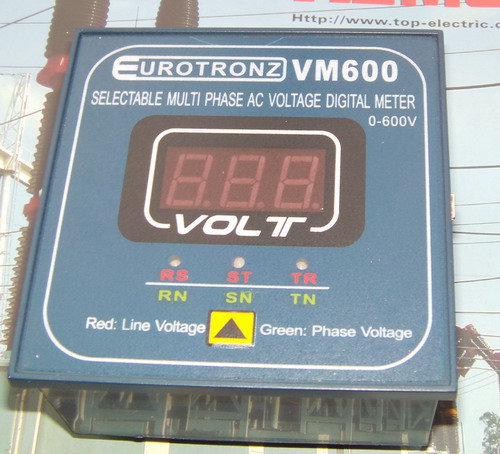 Http://www.top-electric.c
EUROTRONZ VM600
SELECTABLE MULTI PHASE AC VOLTAGE DIGITAL METER
0-600V
VOLT
RS ST TR
RN SN TN
Red: Line Voltage Green: Phase Voltage